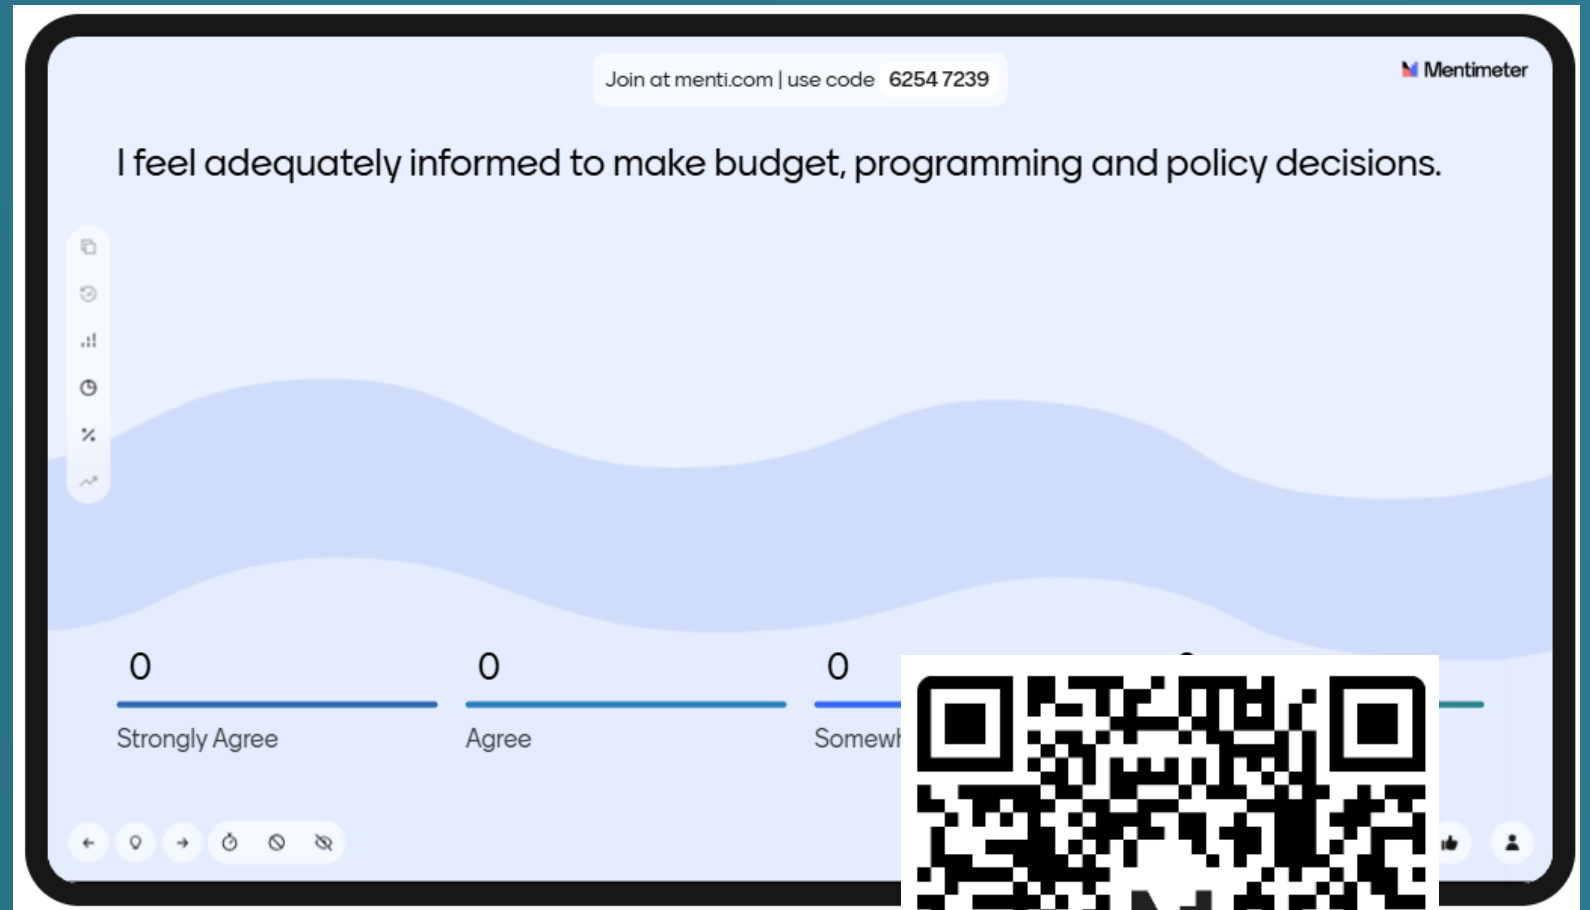 Join at menti.com | use code 6254 7239
Mentimeter
I feel adequately informed to make budget, programming and policy decisions.
0 0 0
Strongly Agree Agree